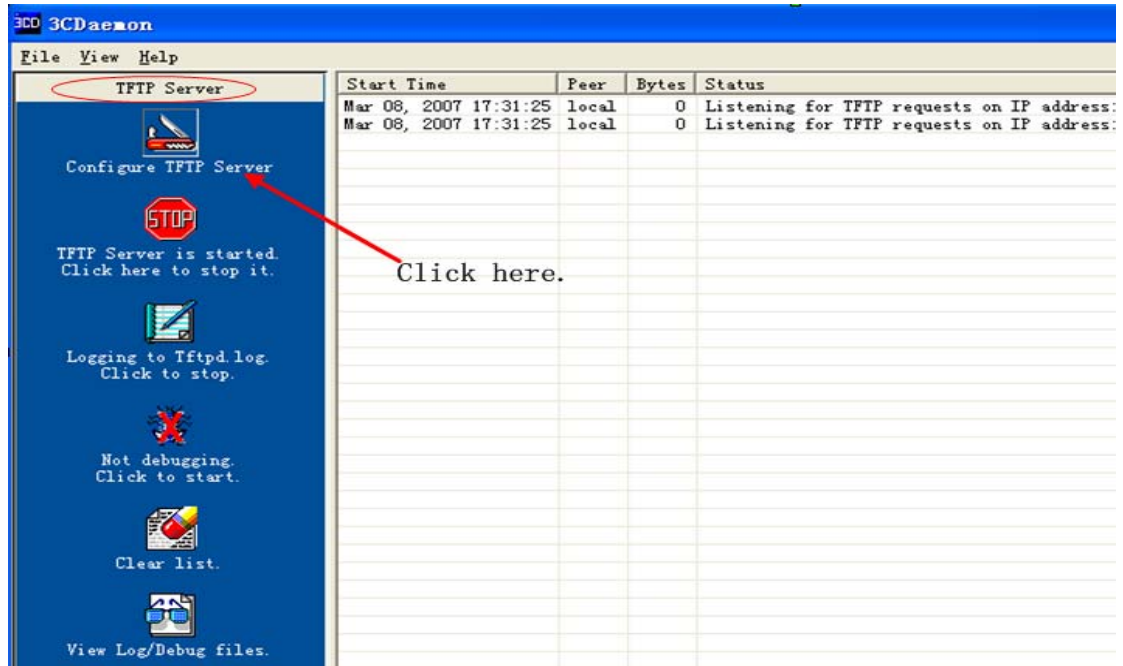 3CD 3CDaemon
File View Help
TFTP Server
Configure TFTP Server
STOP
TFTP Server is started.
Click here to stop it.
Logging to Tftpd.log.
Click to stop.
Not debugging.
Click to start.
Clear list.
View Log/Debug files.
Start Time Peer Bytes Status
Mar 08, 2007 17:31:25 local 0 Listening for TFTP requests on IP address:
Mar 08, 2007 17:31:25 local 0 Listening for TFTP requests on IP address:
Click here.